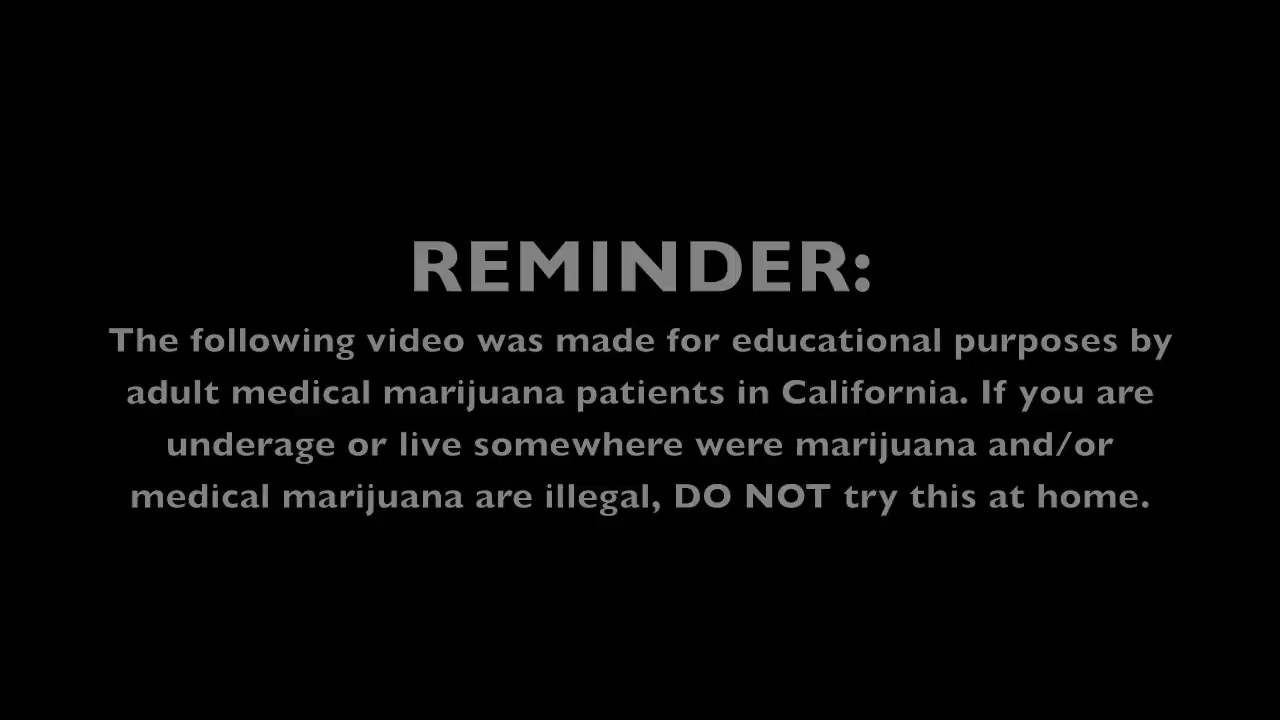 REMINDER:
The following video was made for educational purposes by
adult medical marijuana patients in California. If you are
underage or live somewhere were marijuana and/or
medical marijuana are illegal, DO NOT try this at home.